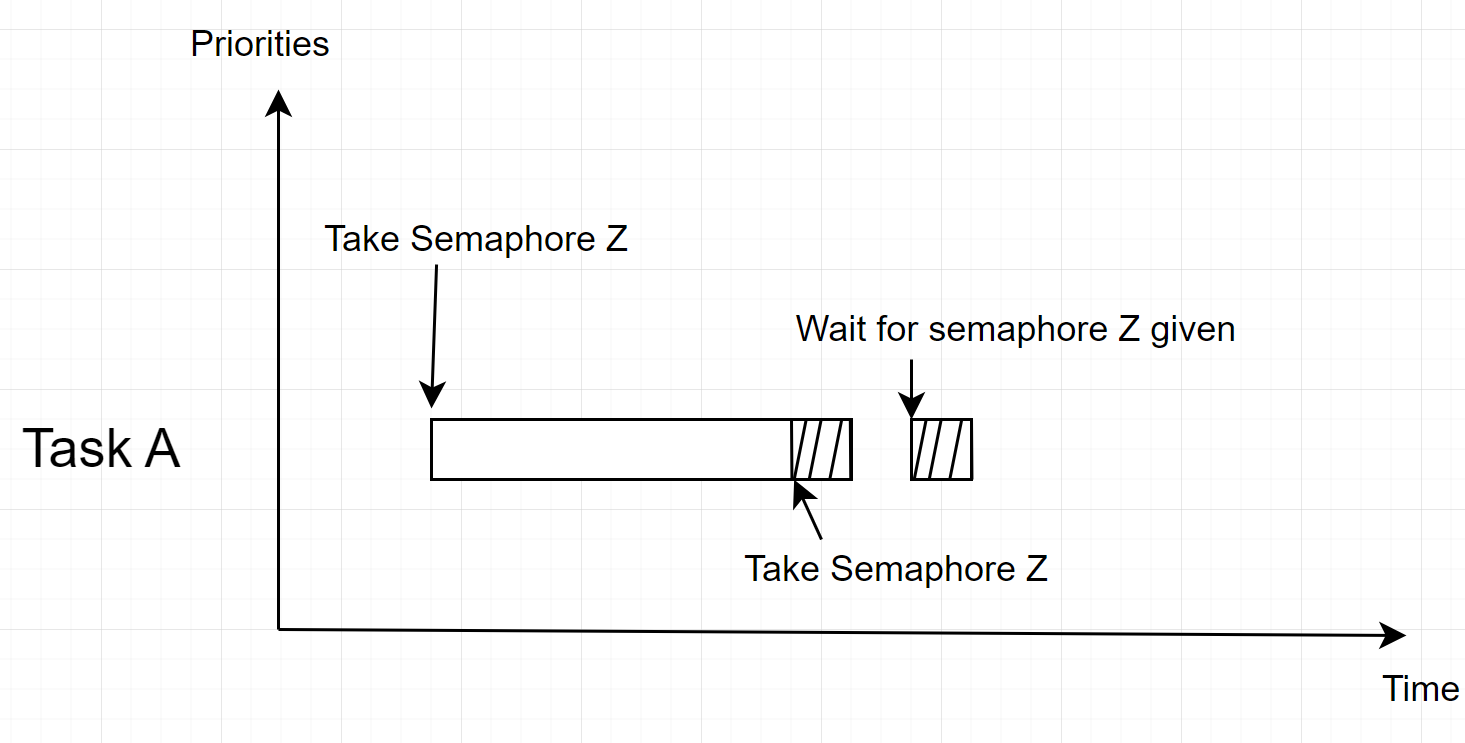 Priorities
Take Semaphore Z
Wait for semaphore Z given
Task A
Take Semaphore Z
Time